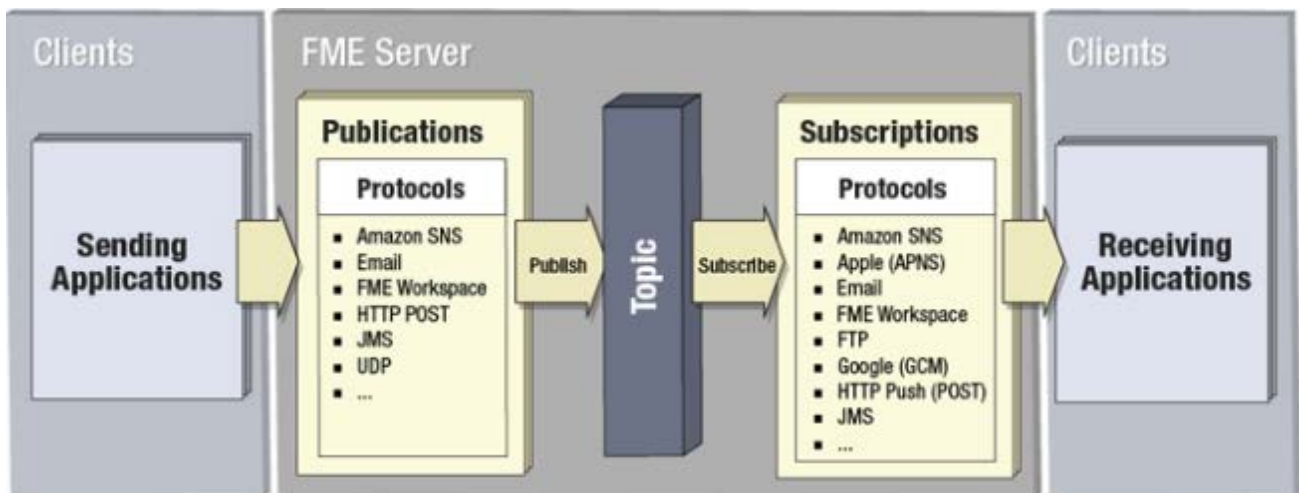 Clients
Sending
Applications
FME Server
Publications
Protocols
▪ Amazon SNS
▪ Email
▪ FME Workspace
▪ HTTP POST
▪ JMS
▪ UDP
▪ ...
Publish
Topic
Subscribe
Subscriptions
Protocols
▪ Amazon SNS
▪ Apple (APNS)
▪ Email
▪ FME Workspace
▪ FTP
▪ Google (GCM)
▪ HTTP Push (POST)
▪ JMS
▪ ...
Clients
Receiving
Applications